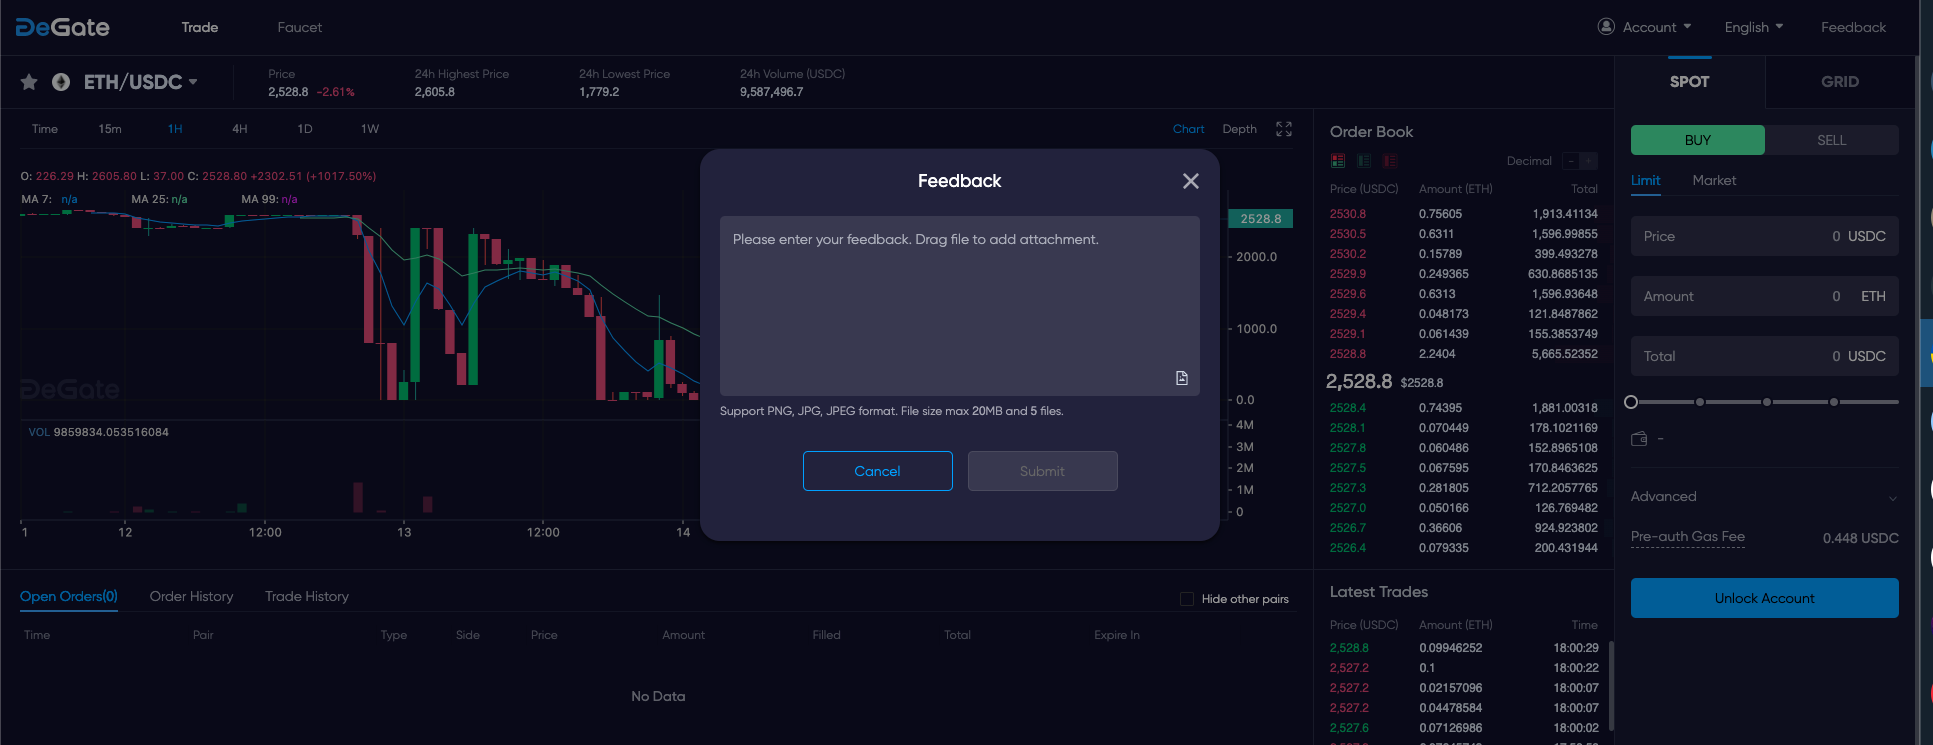 DeGate Trade Faucet Account English Feedback
ETH/USDC
Price 24h Highest Price 24h Lowest Price 24h Volume (USDC)
2,528.8 -2.61% 2,605.8 1,779.2 9,587,496.7
SPOT GRID
Time 15m 1H 4H 1D 1W Chart Depth
O: 226.29 H: 2605.80 L: 37.00 C: 2528.80 +2302.51 (+1017.50%)
MA 7: n/a MA 25: n/a MA 99: n/a
2528.8
2000.0
1000.0
0.0
DeGate
VOL 9859834.053516084
4M
3M
2M
1M
0
1 12 12:00 13 12:00 14
Feedback
Please enter your feedback. Drag file to add attachment.
Support PNG, JPG, JPEG format. File size max 20MB and 5 files.
Cancel Submit
Order Book
Decimal - +
Price (USDC) Amount (ETH) Total
2530.8 0.75605 1,913.41134
2530.5 0.6311 1,596.99855
2530.2 0.15789 399.493278
2529.9 0.249365 630.8685135
2529.6 0.6313 1,596.93648
2529.4 0.048173 121.8487862
2529.1 0.061439 155.3853749
2528.8 2.2404 5,665.52352
2,528.8 $2528.8
2528.4 0.74395 1,881.00318
2528.1 0.070449 178.1021169
2527.8 0.060486 152.8965108
2527.5 0.067595 170.8463625
2527.3 0.281805 712.2057765
2527.0 0.050166 126.769482
2526.7 0.36606 924.923802
2526.4 0.079335 200.431944
BUY SELL
Limit Market
Price 0 USDC
Amount 0 ETH
Total 0 USDC
-
Advanced
Pre-auth Gas Fee 0.448 USDC
Unlock Account
Open Orders(0) Order History Trade History Hide other pairs
Time Pair Type Side Price Amount Filled Total Expire In
No Data
Latest Trades
Price (USDC) Amount (ETH) Time
2,528.8 0.09946252 18:00:29
2,527.2 0.1 18:00:22
2,527.2 0.02157096 18:00:07
2,527.2 0.04478584 18:00:07
2,527.6 0.07126986 18:00:02